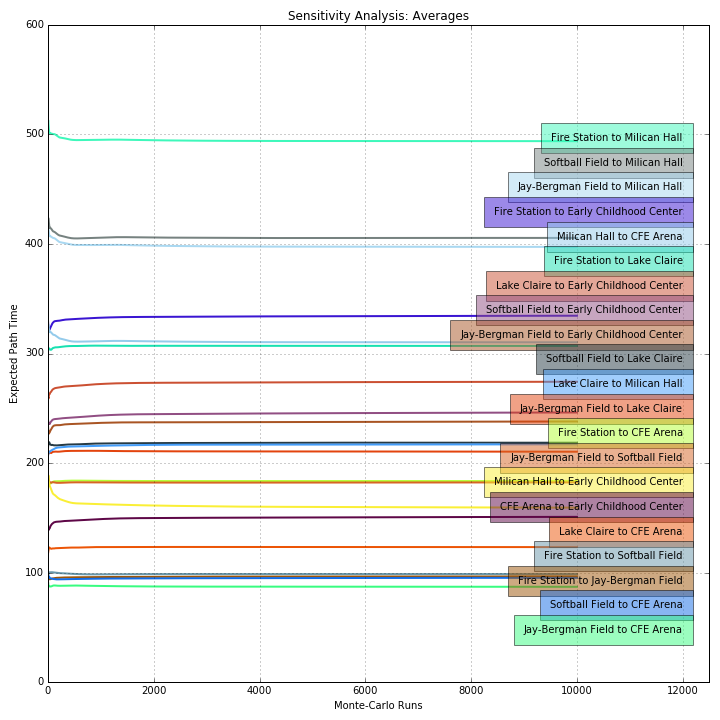 Sensitivity Analysis: Averages
600
500
400
300
200
100
0
Expected Path Time
Fire Station to Milican Hall
Softball Field to Milican Hall
Jay-Bergman Field to Milican Hall
Fire Station to Early Childhood Center
Milican Hall to CFE Arena
Fire Station to Lake Claire
Lake Claire to Early Childhood Center
Softball Field to Early Childhood Center
Jay-Bergman Field to Early Childhood Center
Softball Field to Lake Claire
Lake Claire to Milican Hall
Jay-Bergman Field to Lake Claire
Fire Station to CFE Arena
Jay-Bergman Field to Softball Field
Milican Hall to Early Childhood Center
CFE Arena to Early Childhood Center
Lake Claire to CFE Arena
Fire Station to Softball Field
Fire Station to Jay-Bergman Field
Softball Field to CFE Arena
Jay-Bergman Field to CFE Arena
0 2000 4000 6000 8000 10000 12000
Monte-Carlo Runs